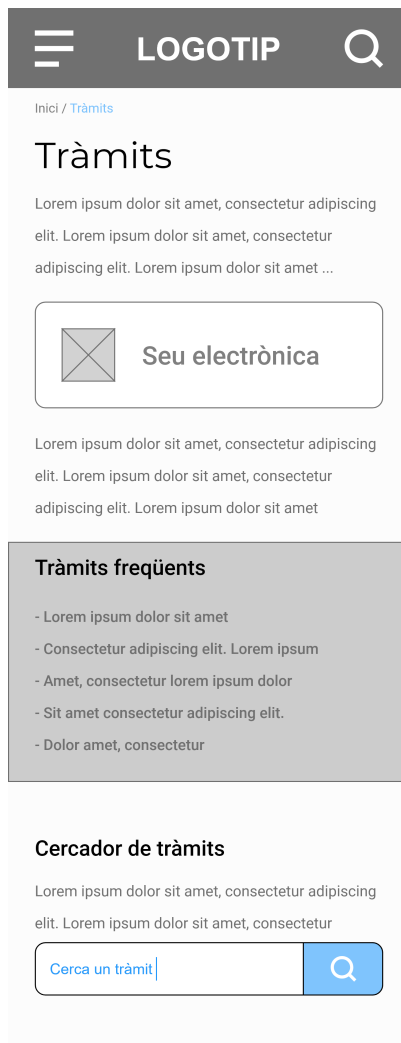 LOGOTIP
Inici / Tràmits
Tràmits
Lorem ipsum dolor sit amet, consectetur adipiscing
elit. Lorem ipsum dolor sit amet, consectetur
adipiscing elit. Lorem ipsum dolor sit amet ...
Seu electrònica
Lorem ipsum dolor sit amet, consectetur adipiscing
elit. Lorem ipsum dolor sit amet, consectetur
adipiscing elit. Lorem ipsum dolor sit amet
Tràmits freqüents
- Lorem ipsum dolor sit amet
- Consectetur adipiscing elit. Lorem ipsum
- Amet, consectetur lorem ipsum dolor
- Sit amet consectetur adipiscing elit.
- Dolor amet, consectetur
Cercador de tràmits
Lorem ipsum dolor sit amet, consectetur adipiscing
elit. Lorem ipsum dolor sit amet, consectetur
Cerca un tràmit